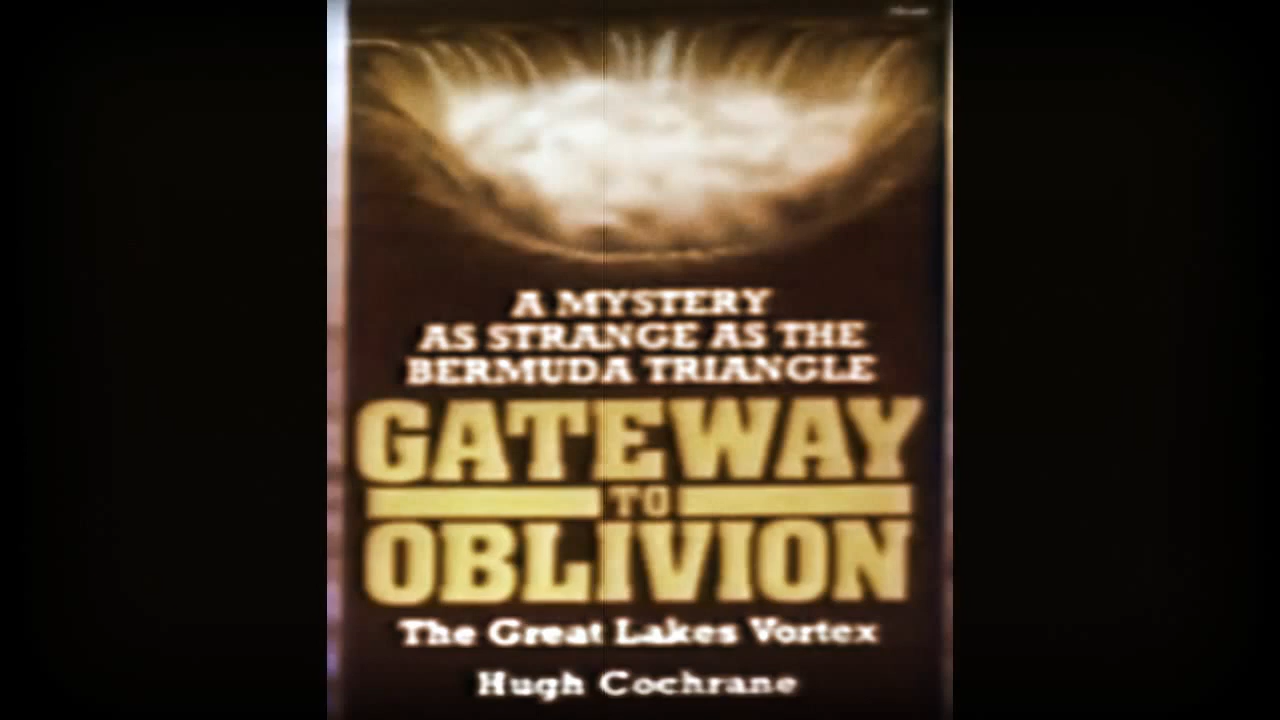 A MYSTERY
AS STRANGE AS THE
BERMUDA TRIANGLE
GATEWAY
TO
OBLIVION
The Great Lakes Vortex
Hugh Cochrane